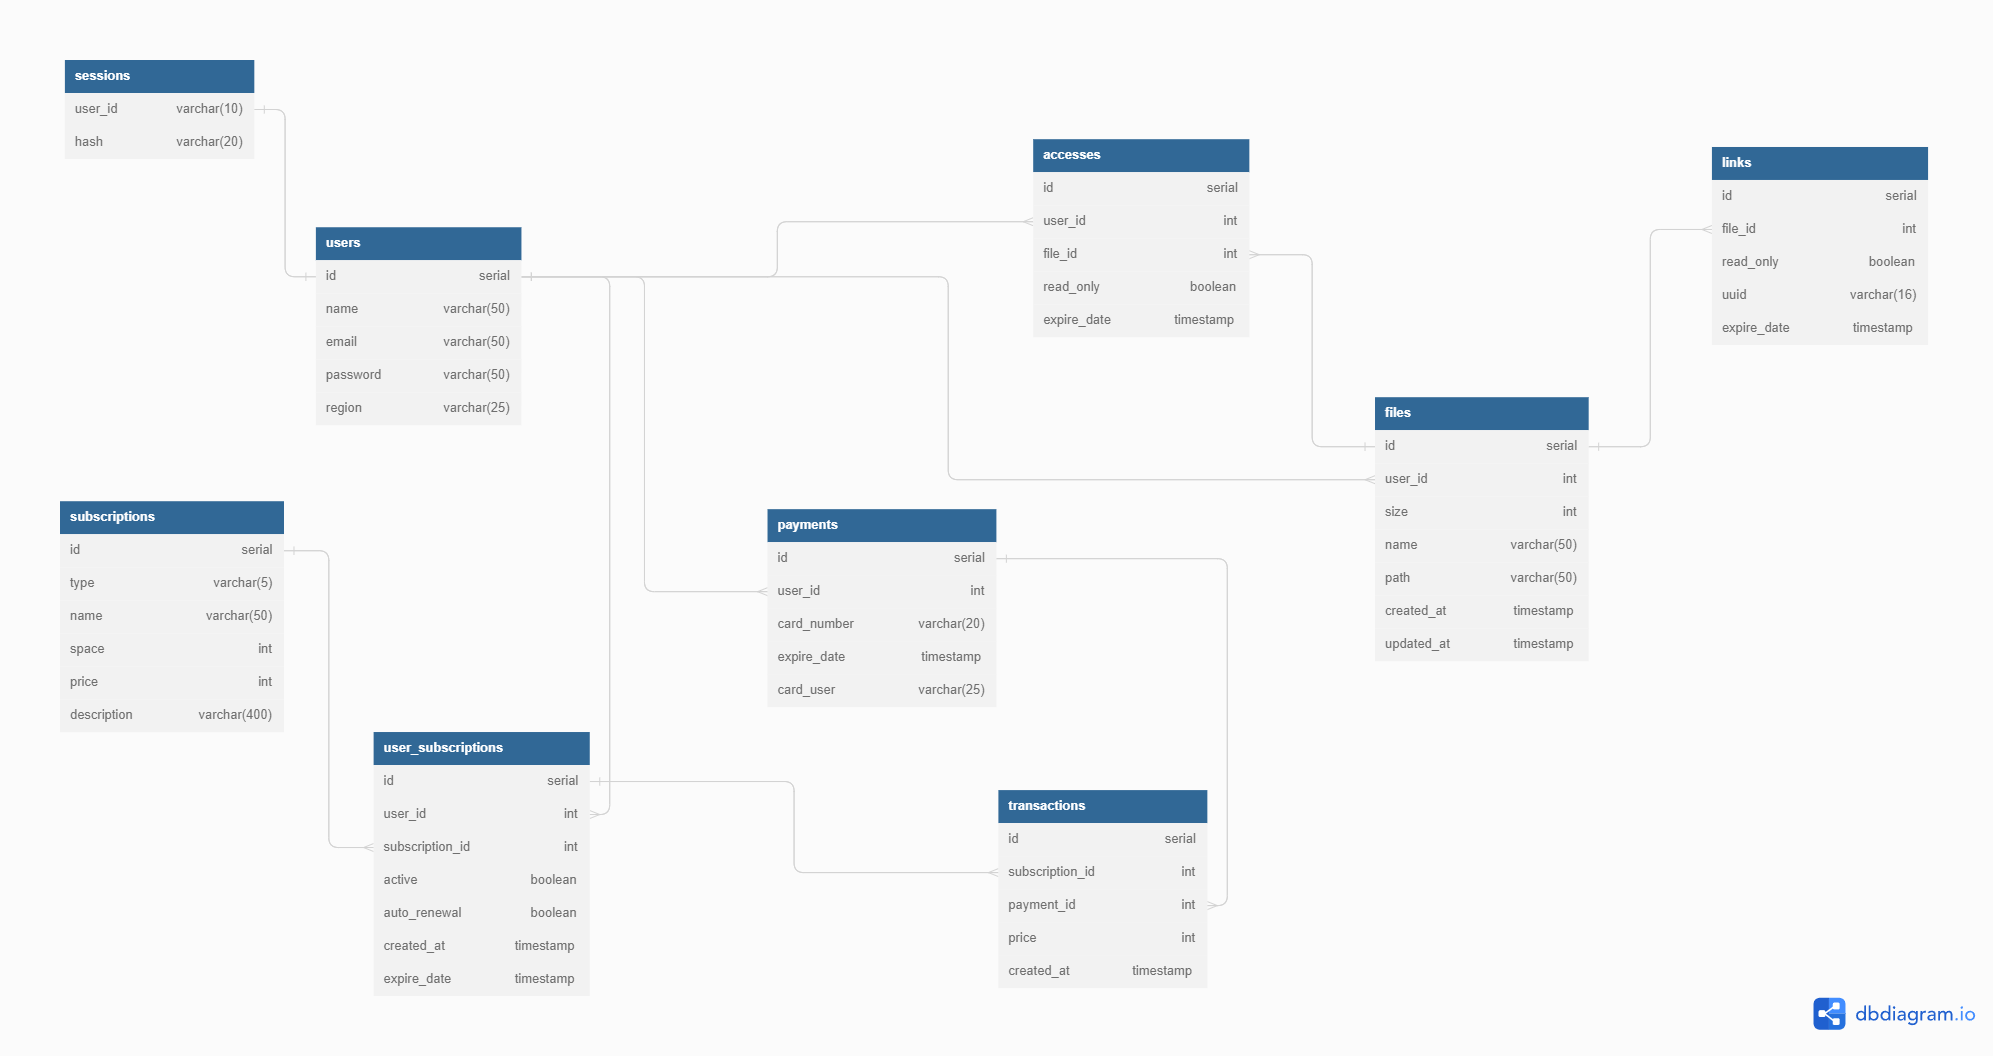 sessions
user_id varchar(10)
hash varchar(20)
users
id serial
name varchar(50)
email varchar(50)
password varchar(50)
region varchar(25)
accesses
id serial
user_id int
file_id int
read_only boolean
expire_date timestamp
links
id serial
file_id int
read_only boolean
uuid varchar(16)
expire_date timestamp
files
id serial
user_id int
size int
name varchar(50)
path varchar(50)
created_at timestamp
updated_at timestamp
subscriptions
id serial
type varchar(5)
name varchar(50)
space int
price int
description varchar(400)
payments
id serial
user_id int
card_number varchar(20)
expire_date timestamp
card_user varchar(25)
user_subscriptions
id serial
user_id int
subscription_id int
active boolean
auto_renewal boolean
created_at timestamp
expire_date timestamp
transactions
id serial
subscription_id int
payment_id int
price int
created_at timestamp
dbdiagram.io